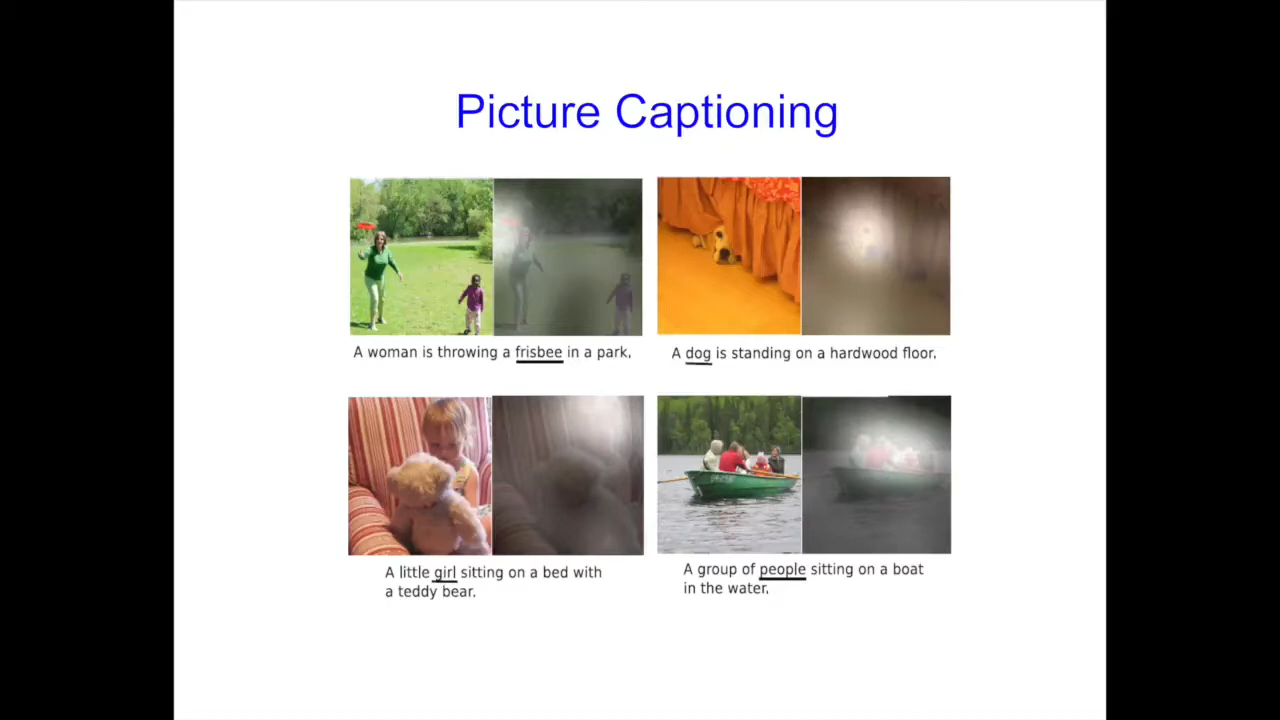 Picture Captioning
A woman is throwing a frisbee in a park.
A dog is standing on a hardwood floor.
A little girl sitting on a bed with
a teddy bear.
A group of people sitting on a boat
in the water.